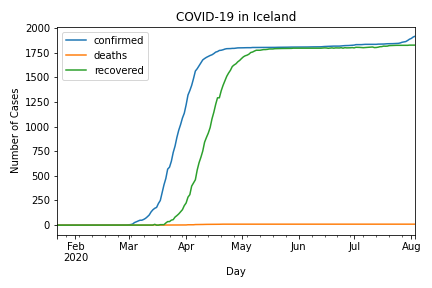 COVID-19 in Iceland
confirmed
deaths
recovered
Number of Cases
2000
1750
1500
1250
1000
750
500
250
0
Feb Mar Apr May Jun Jul Aug
2020
Day